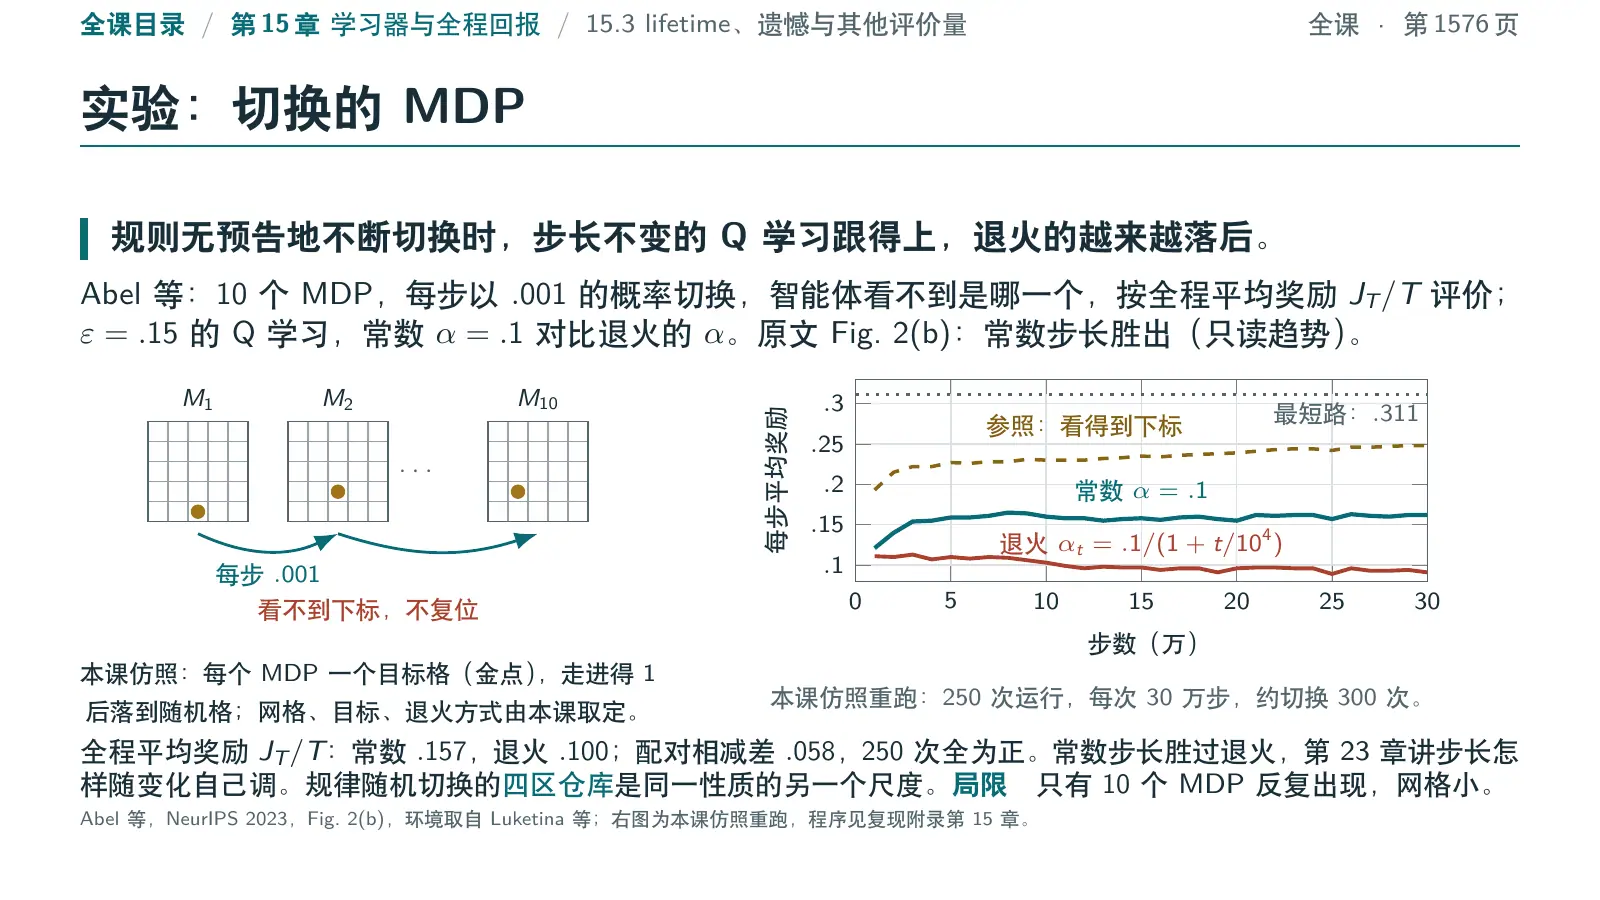 全课目录 / 第 15 章 学习器与全程回报 / 15.3 lifetime、遗憾与其他评价量
全课 · 第 1576 页
实验：切换的 MDP
规则无预告地不断切换时，步长不变的 Q 学习跟得上，退火的越来越落后。
Abel 等：10 个 MDP，每步以 .001 的概率切换，智能体看不到是哪一个，按全程平均奖励 J_T/T 评价；
ε = .15 的 Q 学习，常数 α = .1 对比退火的 α。原文 Fig. 2(b)：常数步长胜出（只读趋势）。
M₁ M₂ M₁₀
···
每步 .001
看不到下标，不复位
本课仿照：每个 MDP 一个目标格（金点），走进得 1
后落到随机格；网格、目标、退火方式由本课取定。
每步平均奖励
.3
.25
.2
.15
.1
最短路：.311
参照：看得到下标
常数 α = .1
退火 α_t = .1/(1 + t/10⁴)
0 5 10 15 20 25 30
步数（万）
本课仿照重跑：250 次运行，每次 30 万步，约切换 300 次。
全程平均奖励 J_T/T：常数 .157，退火 .100；配对相减差 .058，250 次全为正。常数步长胜过退火，第 23 章讲步长怎
样随变化自己调。规律随机切换的四区仓库是同一性质的另一个尺度。局限 只有 10 个 MDP 反复出现，网格小。
Abel 等，NeurIPS 2023，Fig. 2(b)，环境取自 Luketina 等；右图为本课仿照重跑，程序见复现附录第 15 章。